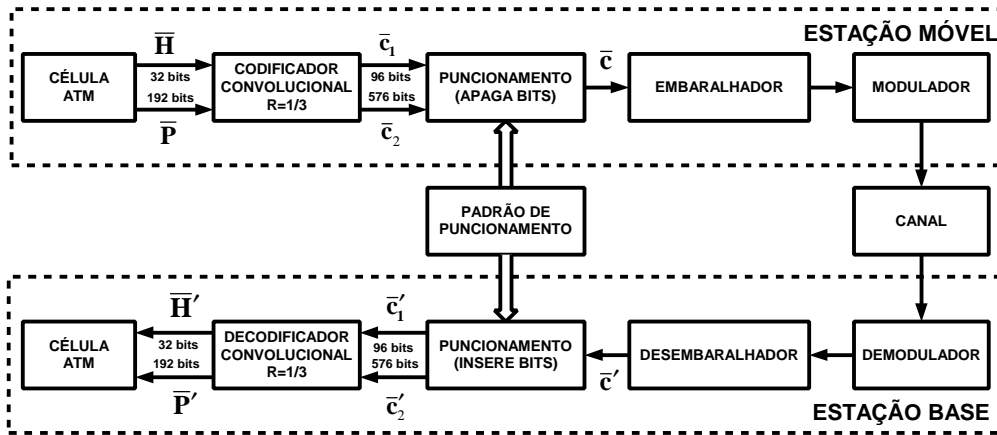 ESTAÇÃO MÓVEL
CÉLULA
ATM
H̅
32 bits
192 bits
P̅
CODIFICADOR
CONVOLUCIONAL
R=1/3
c̅₁
96 bits
576 bits
c̅₂
PUNCIONAMENTO
(APAGA BITS)
c̅
EMBARALHADOR
MODULADOR
PADRÃO DE
PUNCIONAMENTO
CANAL
CÉLULA
ATM
H̅′
32 bits
192 bits
P̅′
DECODIFICADOR
CONVOLUCIONAL
R=1/3
c̅′₁
96 bits
576 bits
c̅′₂
PUNCIONAMENTO
(INSERE BITS)
c̅′
DESEMBARALHADOR
DEMODULADOR
ESTAÇÃO BASE